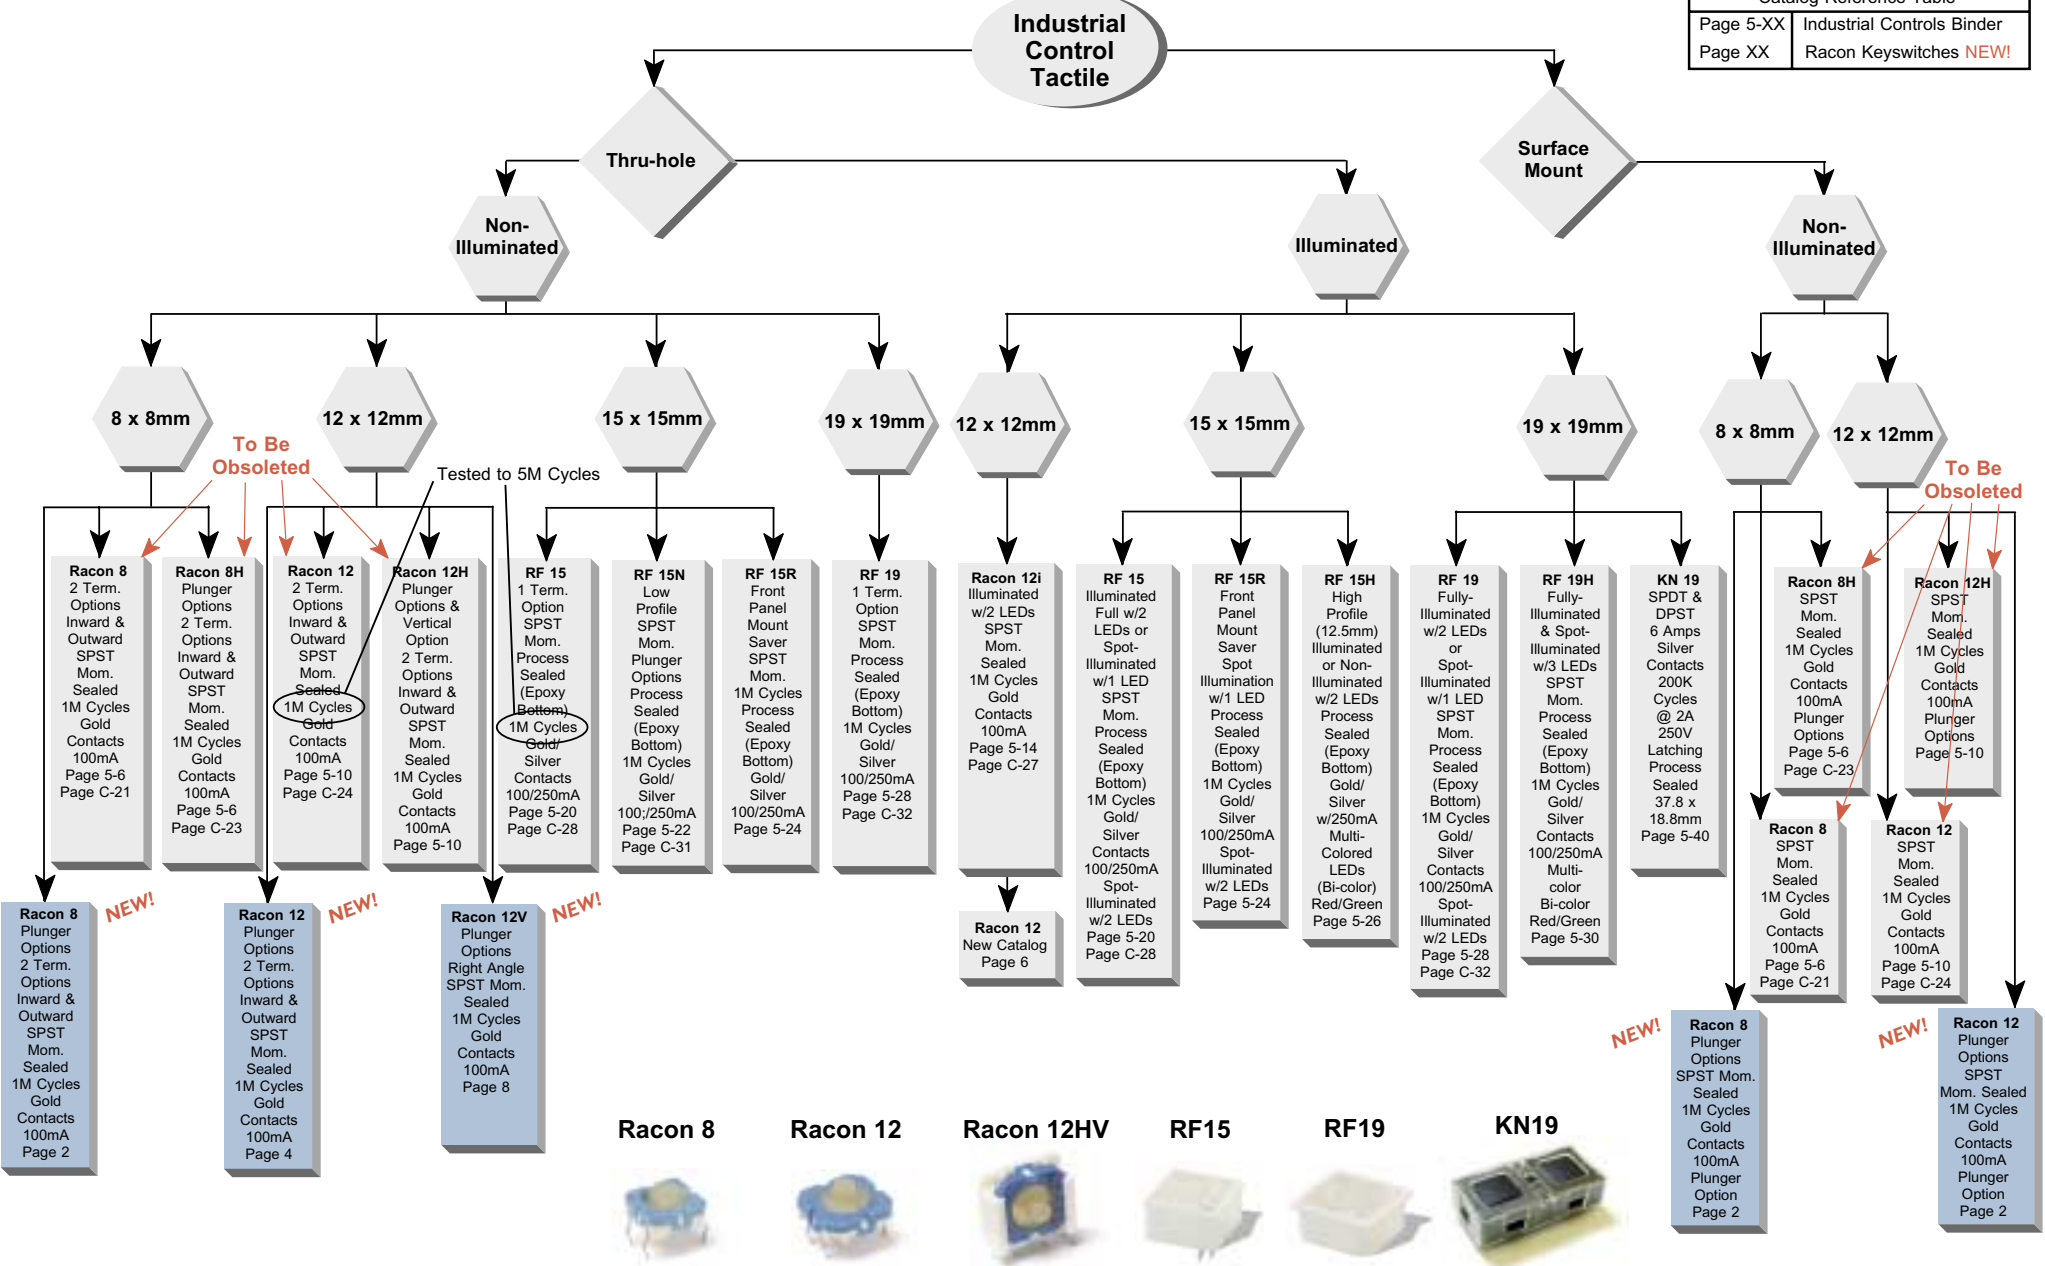 Industrial
Control
Tactile
Catalog Reference Table
Page 5-XX Industrial Controls Binder
Page XX Racon Keyswitches NEW!
Thru-hole
Surface
Mount
Non-
Illuminated
Illuminated
Non-
Illuminated
8 x 8mm
12 x 12mm
15 x 15mm
19 x 19mm
12 x 12mm
15 x 15mm
19 x 19mm
8 x 8mm
12 x 12mm
To Be
Obsoleted
Tested to 5M Cycles
To Be
Obsoleted
Racon 8
2 Term.
Options
Inward &
Outward
SPST
Mom.
Sealed
1M Cycles
Gold
Contacts
100mA
Page 5-6
Page C-21
Racon 8H
Plunger
Options
2 Term.
Options
Inward &
Outward
SPST
Mom.
Sealed
1M Cycles
Gold
Contacts
100mA
Page 5-6
Page C-23
Racon 12
2 Term.
Options
Inward &
Outward
SPST
Mom.
Sealed
1M Cycles
Gold
Contacts
100mA
Page 5-10
Page C-24
Racon 12H
Plunger
Options &
Vertical
Option
2 Term.
Options
Inward &
Outward
SPST
Mom.
Sealed
1M Cycles
Gold
Contacts
100mA
Page 5-10
RF 15
1 Term.
Option
SPST
Mom.
Process
Sealed
(Epoxy
Bottom)
1M Cycles
Gold/
Silver
Contacts
100/250mA
Page 5-20
Page C-28
RF 15N
Low
Profile
SPST
Mom.
Plunger
Options
Process
Sealed
(Epoxy
Bottom)
1M Cycles
Gold/
Silver
100;/250mA
Page 5-22
Page C-31
RF 15R
Front
Panel
Mount
Saver
SPST
Mom.
1M Cycles
Process
Sealed
(Epoxy
Bottom)
Gold/
Silver
100/250mA
Page 5-24
RF 19
1 Term.
Option
SPST
Mom.
Process
Sealed
(Epoxy
Bottom)
1M Cycles
Gold/
Silver
100/250mA
Page 5-28
Page C-32
Racon 12i
Illuminated
w/2 LEDs
SPST
Mom.
Sealed
1M Cycles
Gold
Contacts
100mA
Page 5-14
Page C-27
RF 15
Illuminated
Full w/2
LEDs or
Spot-
Illuminated
w/1 LED
SPST
Mom.
Process
Sealed
(Epoxy
Bottom)
1M Cycles
Gold/
Silver
Contacts
100/250mA
Spot-
Illuminated
w/2 LEDs
Page 5-20
Page C-28
RF 15R
Front
Panel
Mount
Saver
Spot
Illumination
w/1 LED
Process
Sealed
(Epoxy
Bottom)
1M Cycles
Gold/
Silver
100/250mA
Spot-
Illuminated
w/2 LEDs
Page 5-24
RF 15H
High
Profile
(12.5mm)
Illuminated
or Non-
Illuminated
w/2 LEDs
Process
Sealed
(Epoxy
Bottom)
Gold/
Silver
w/250mA
Multi-
Colored
LEDs
(Bi-color)
Red/Green
Page 5-26
RF 19
Fully-
Illuminated
w/2 LEDs
or
Spot-
Illuminated
w/1 LED
SPST
Mom.
Process
Sealed
(Epoxy
Bottom)
1M Cycles
Gold/
Silver
Contacts
100/250mA
Spot-
Illuminated
w/2 LEDs
Page 5-28
Page C-32
RF 19H
Fully-
Illuminated
& Spot-
Illuminated
w/3 LEDs
SPST
Mom.
Process
Sealed
(Epoxy
Bottom)
1M Cycles
Gold/
Silver
Contacts
100/250mA
Multi-
color
Bi-color
Red/Green
Page 5-30
KN 19
SPDT &
DPST
6 Amps
Silver
Contacts
200K
Cycles
@ 2A
250V
Latching
Process
Sealed
37.8 x
18.8mm
Page 5-40
Racon 8H
SPST
Mom.
Sealed
1M Cycles
Gold
Contacts
100mA
Plunger
Options
Page 5-6
Page C-23
Racon 12H
SPST
Mom.
Sealed
1M Cycles
Gold
Contacts
100mA
Plunger
Options
Page 5-10
Racon 8
SPST
Mom.
Sealed
1M Cycles
Gold
Contacts
100mA
Page 5-6
Page C-21
Racon 12
SPST
Mom.
Sealed
1M Cycles
Gold
Contacts
100mA
Page 5-10
Page C-24
Racon 8
Plunger
Options
2 Term.
Options
Inward &
Outward
SPST
Mom.
Sealed
1M Cycles
Gold
Contacts
100mA
Page 2
NEW!
Racon 12
Plunger
Options
2 Term.
Options
Inward &
Outward
SPST
Mom.
Sealed
1M Cycles
Gold
Contacts
100mA
Page 4
NEW!
Racon 12V
Plunger
Options
Right Angle
SPST Mom.
Sealed
1M Cycles
Gold
Contacts
100mA
Page 8
NEW!
Racon 12
New Catalog
Page 6
NEW!
Racon 8
Plunger
Options
SPST Mom.
Sealed
1M Cycles
Gold
Contacts
100mA
Plunger
Option
Page 2
NEW!
Racon 12
Plunger
Options
SPST
Mom. Sealed
1M Cycles
Gold
Contacts
100mA
Plunger
Option
Page 2
Racon 8
Racon 12
Racon 12HV
RF15
RF19
KN19